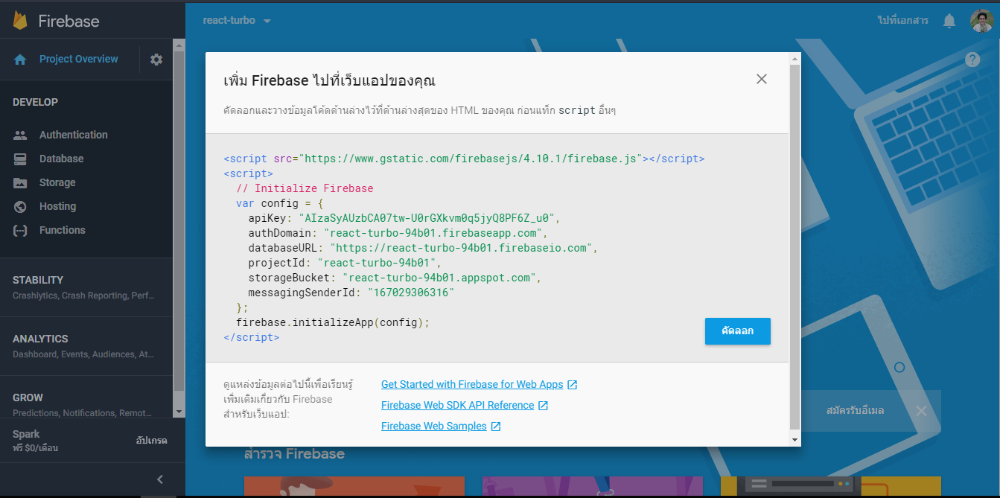 Firebase
react-turbo
ไปที่เอกสาร
Project Overview
DEVELOP
Authentication
Database
Storage
Hosting
Functions
STABILITY
Crashlytics, Crash Reporting, Perf...
ANALYTICS
Dashboard, Events, Audiences, At...
GROW
Predictions, Notifications, Remot...
Spark
ฟรี $0/เดือน
อัปเกรด
เพิ่ม Firebase ไปที่เว็บแอปของคุณ
คัดลอกและวางข้อมูลโค้ดด้านล่างไว้ที่ด้านล่างสุดของ HTML ของคุณ ก่อนแท็ก script อื่นๆ
<script src="https://www.gstatic.com/firebasejs/4.10.1/firebase.js"></script>
<script>
// Initialize Firebase
var config = {
apiKey: "AIzaSyAUzbCA07tw-U0rGXkvm0q5jyQ8PF6Z_u0",
authDomain: "react-turbo-94b01.firebaseapp.com",
databaseURL: "https://react-turbo-94b01.firebaseio.com",
projectId: "react-turbo-94b01",
storageBucket: "react-turbo-94b01.appspot.com",
messagingSenderId: "167029306316"
};
firebase.initializeApp(config);
</script>
คัดลอก
ดูแหล่งข้อมูลต่อไปนี้เพื่อเรียนรู้
เพิ่มเติมเกี่ยวกับ Firebase
สำหรับเว็บแอป:
Get Started with Firebase for Web Apps
Firebase Web SDK API Reference
Firebase Web Samples
สมัครรับอีเมล
สำรวจ Firebase